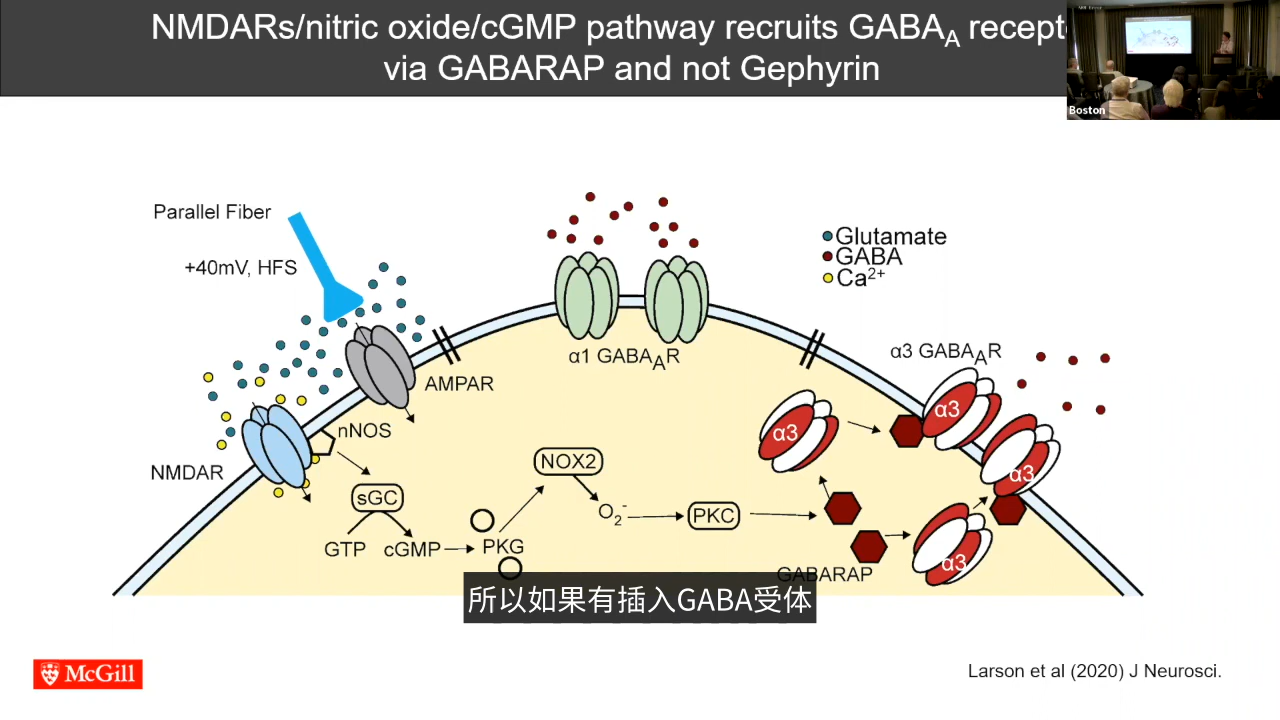 NMDARs/nitric oxide/cGMP pathway recruits GABAA recept
via GABARAP and not Gephyrin
Boston
Parallel Fiber
+40mV, HFS
Glutamate
GABA
Ca2+
α1 GABAAR
α3 GABAAR
AMPAR
α3
α3
nNOS
NMDAR
NOX2
α3
sGC
O2-
PKC
GTP
cGMP
PKG
α3
GABARAP
所以如果有插入GABA受体
McGill
Larson et al (2020) J Neurosci.